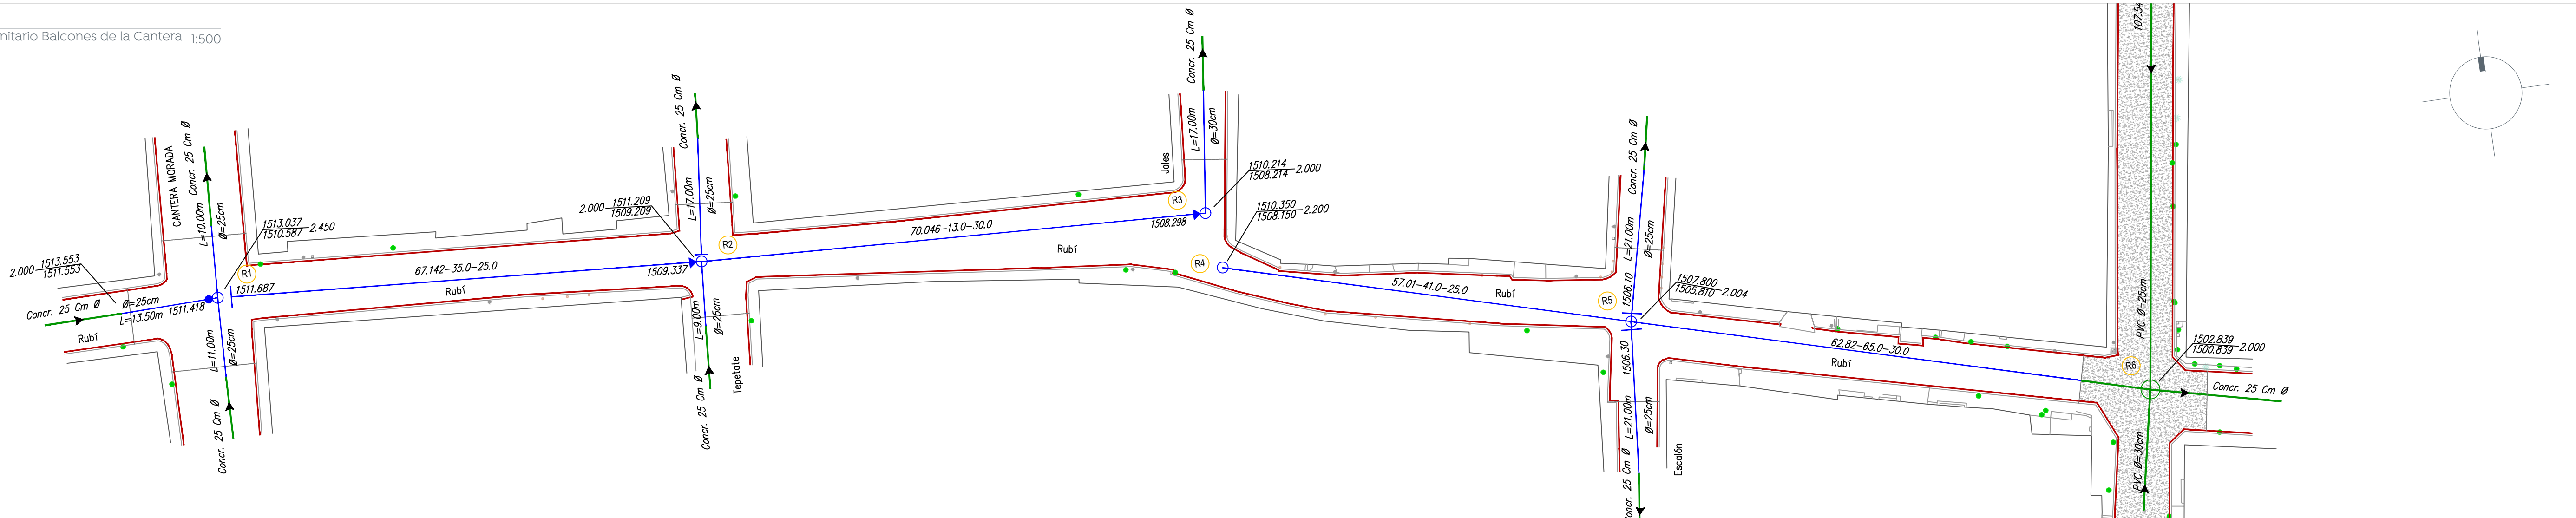 nitario Balcones de la Cantera 1:500
CANTERA MORADA
Concr. 25 Cm Ø
L=10.00m
Ø=25cm
1513.037
1510.587
2.450
2.000
1513.553
1511.553
R1
Concr. 25 Cm Ø
Ø=25cm
L=13.50m
1511.418
1511.687
Rubí
L=11.00m
Ø=25cm
Concr. 25 Cm Ø
67.142-35.0-25.0
Rubí
Concr. 25 Cm Ø
L=17.00m
Ø=25cm
2.000
1511.209
1509.209
R2
1509.337
L=9.00m
Ø=25cm
Concr. 25 Cm Ø
Tepetate
70.046-13.0-30.0
Rubí
Concr. 25 Cm Ø
L=17.00m
Ø=30cm
Jales
R3
1508.298
1510.214
1508.214
2.000
1510.350
1508.150
2.200
R4
57.01-41.0-25.0
Rubí
Concr. 25 Cm Ø
L=21.00m
Ø=25cm
1506.10
R5
1507.800
1505.810
2.004
1506.30
L=21.00m
Ø=25cm
oncr. 25 Cm Ø
Escalón
62.82-65.0-30.0
Rubí
107.54
PVC Ø=25cm
1502.839
1500.839
2.000
R6
Concr. 25 Cm Ø
PVC Ø=30cm